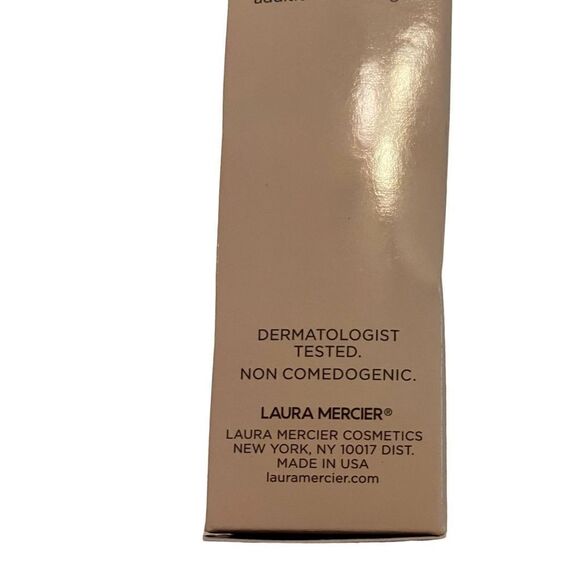 DERMATOLOGIST
TESTED.
NON COMEDOGENIC.
LAURA MERCIER®
LAURA MERCIER COSMETICS
NEW YORK, NY 10017 DIST.
MADE IN USA
lauramercier.com